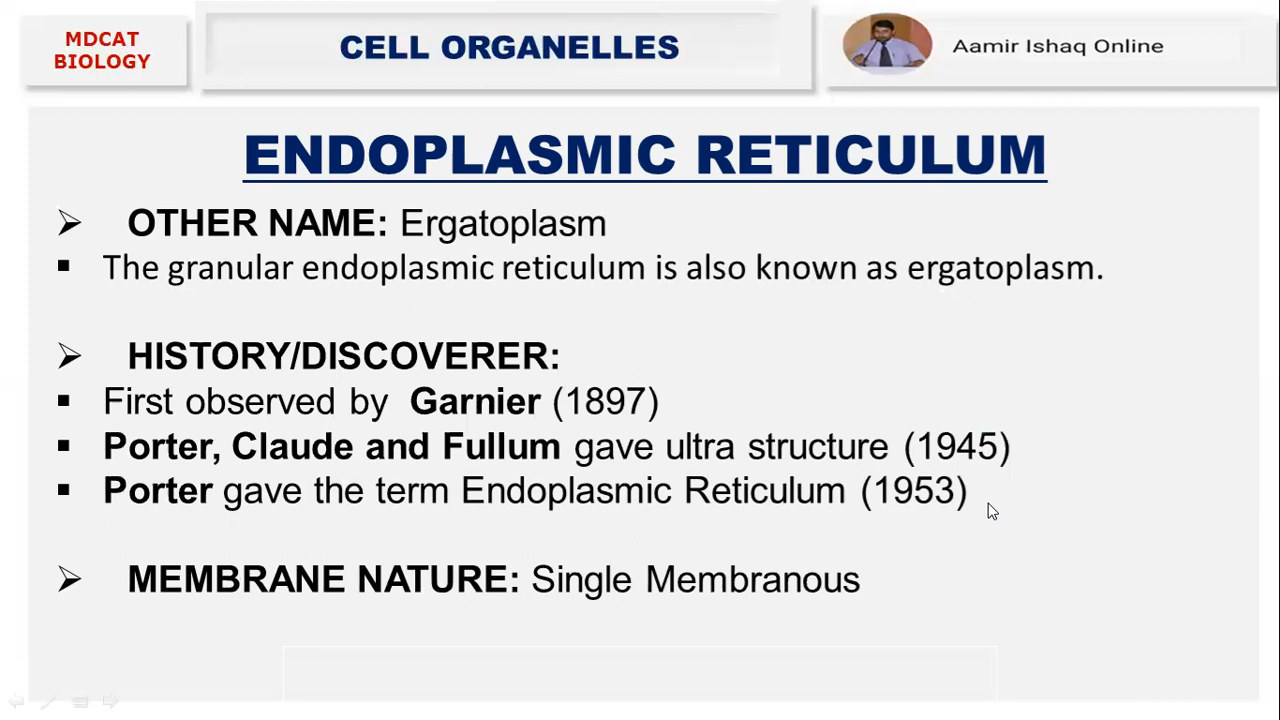 MDCAT
BIOLOGY
CELL ORGANELLES
Aamir Ishaq Online
ENDOPLASMIC RETICULUM
➢ OTHER NAME: Ergatoplasm
▪ The granular endoplasmic reticulum is also known as ergatoplasm.
➢ HISTORY/DISCOVERER:
▪ First observed by Garnier (1897)
▪ Porter, Claude and Fullum gave ultra structure (1945)
▪ Porter gave the term Endoplasmic Reticulum (1953)
➢ MEMBRANE NATURE: Single Membranous